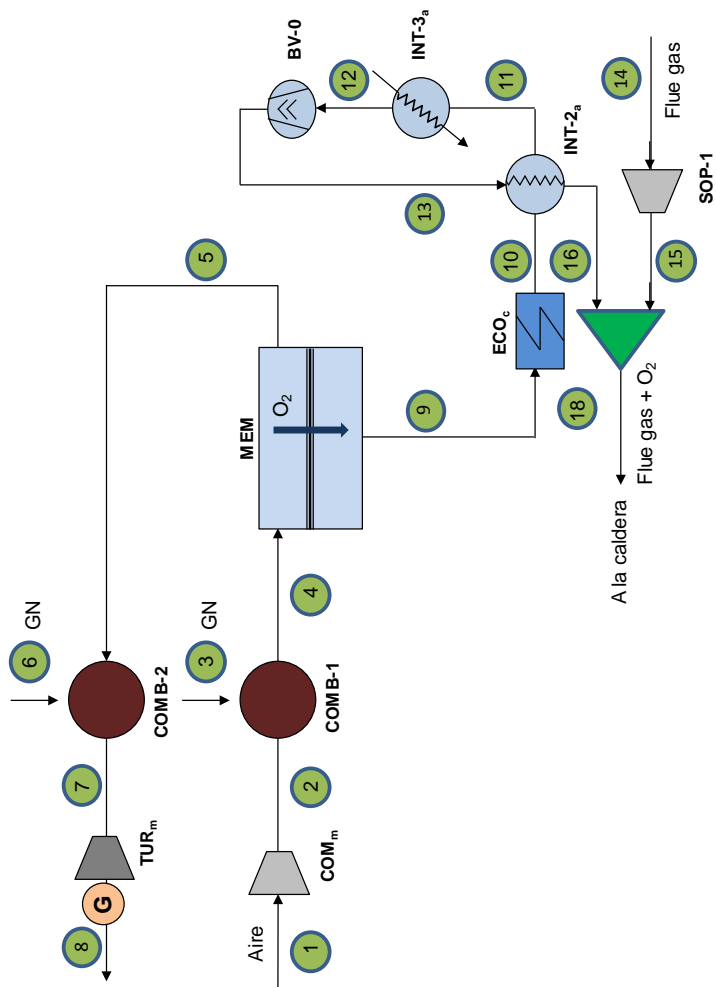 6
GN
8
G
7
TURₘ
COMB-2
5
3
GN
MEM
O₂
Aire
1
2
4
COMₘ
COMB-1
BV-0
12
INT-3ₐ
9
13
ECO_c
10
11
INT-2ₐ
18
16
A la caldera
14
Flue gas + O₂
15
Flue gas
SOP-1